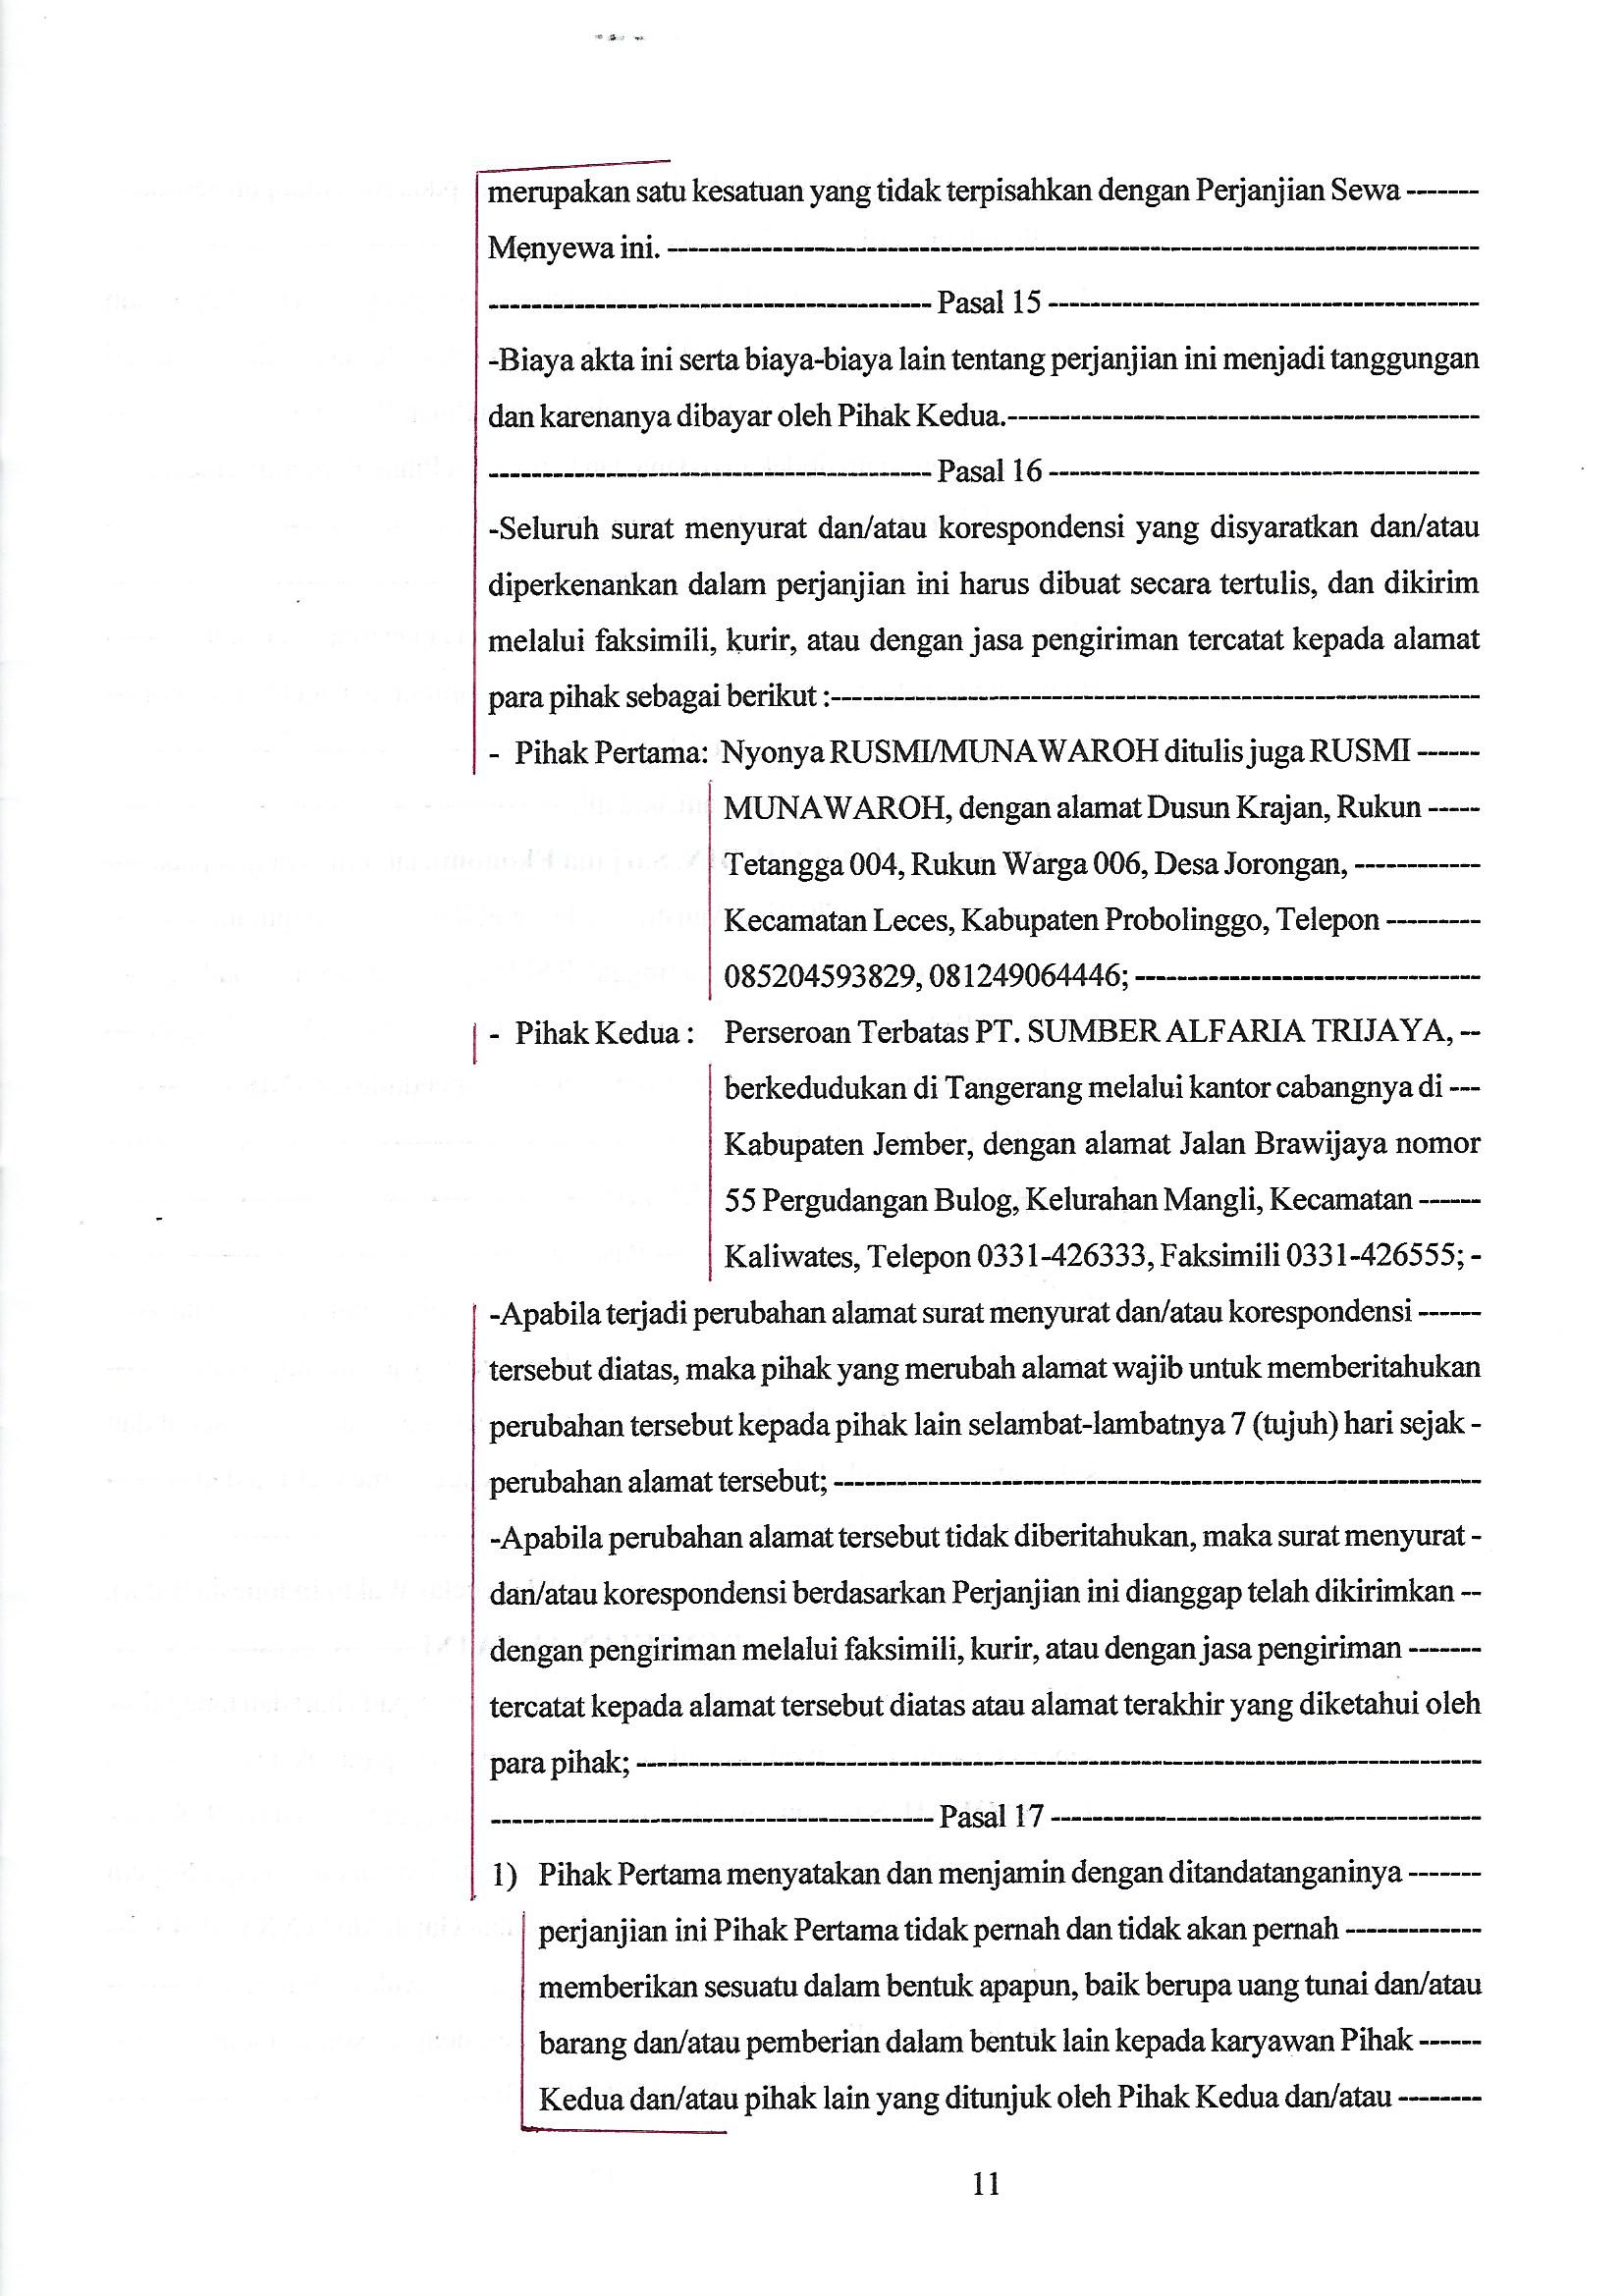 merupakan satu kesatuan yang tidak terpisahkan dengan Perjanjian Sewa -------
Menyewa ini. ------------------------------------------------------------------------------
------------------------------------------ Pasal 15 -----------------------------------------
-Biaya akta ini serta biaya-biaya lain tentang perjanjian ini menjadi tanggungan
dan karenanya dibayar oleh Pihak Kedua.---------------------------------------------
------------------------------------------ Pasal 16 -----------------------------------------
-Seluruh surat menyurat dan/atau korespondensi yang disyaratkan dan/atau
diperkenankan dalam perjanjian ini harus dibuat secara tertulis, dan dikirim
melalui faksimili, kurir, atau dengan jasa pengiriman tercatat kepada alamat
para pihak sebagai berikut :--------------------------------------------------------------
- Pihak Pertama: Nyonya RUSMI/MUNAWAROH ditulis juga RUSMI ------
MUNAWAROH, dengan alamat Dusun Krajan, Rukun -----
Tetangga 004, Rukun Warga 006, Desa Jorongan, ------------
Kecamatan Leces, Kabupaten Probolinggo, Telepon ---------
085204593829, 081249064446; ---------------------------------
- Pihak Kedua : Perseroan Terbatas PT. SUMBER ALFARIA TRIJAYA, --
berkedudukan di Tangerang melalui kantor cabangnya di ---
Kabupaten Jember, dengan alamat Jalan Brawijaya nomor
55 Pergudangan Bulog, Kelurahan Mangli, Kecamatan ------
Kaliwates, Telepon 0331-426333, Faksimili 0331-426555; -
-Apabila terjadi perubahan alamat surat menyurat dan/atau korespondensi ------
tersebut diatas, maka pihak yang merubah alamat wajib untuk memberitahukan
perubahan tersebut kepada pihak lain selambat-lambatnya 7 (tujuh) hari sejak -
perubahan alamat tersebut; --------------------------------------------------------------
-Apabila perubahan alamat tersebut tidak diberitahukan, maka surat menyurat -
dan/atau korespondensi berdasarkan Perjanjian ini dianggap telah dikirimkan --
dengan pengiriman melalui faksimili, kurir, atau dengan jasa pengiriman -------
tercatat kepada alamat tersebut diatas atau alamat terakhir yang diketahui oleh
para pihak; ---------------------------------------------------------------------------------
------------------------------------------ Pasal 17 -----------------------------------------
1) Pihak Pertama menyatakan dan menjamin dengan ditandatanganinya -------
perjanjian ini Pihak Pertama tidak pernah dan tidak akan pernah -------------
memberikan sesuatu dalam bentuk apapun, baik berupa uang tunai dan/atau
barang dan/atau pemberian dalam bentuk lain kepada karyawan Pihak ------
Kedua dan/atau pihak lain yang ditunjuk oleh Pihak Kedua dan/atau --------
11